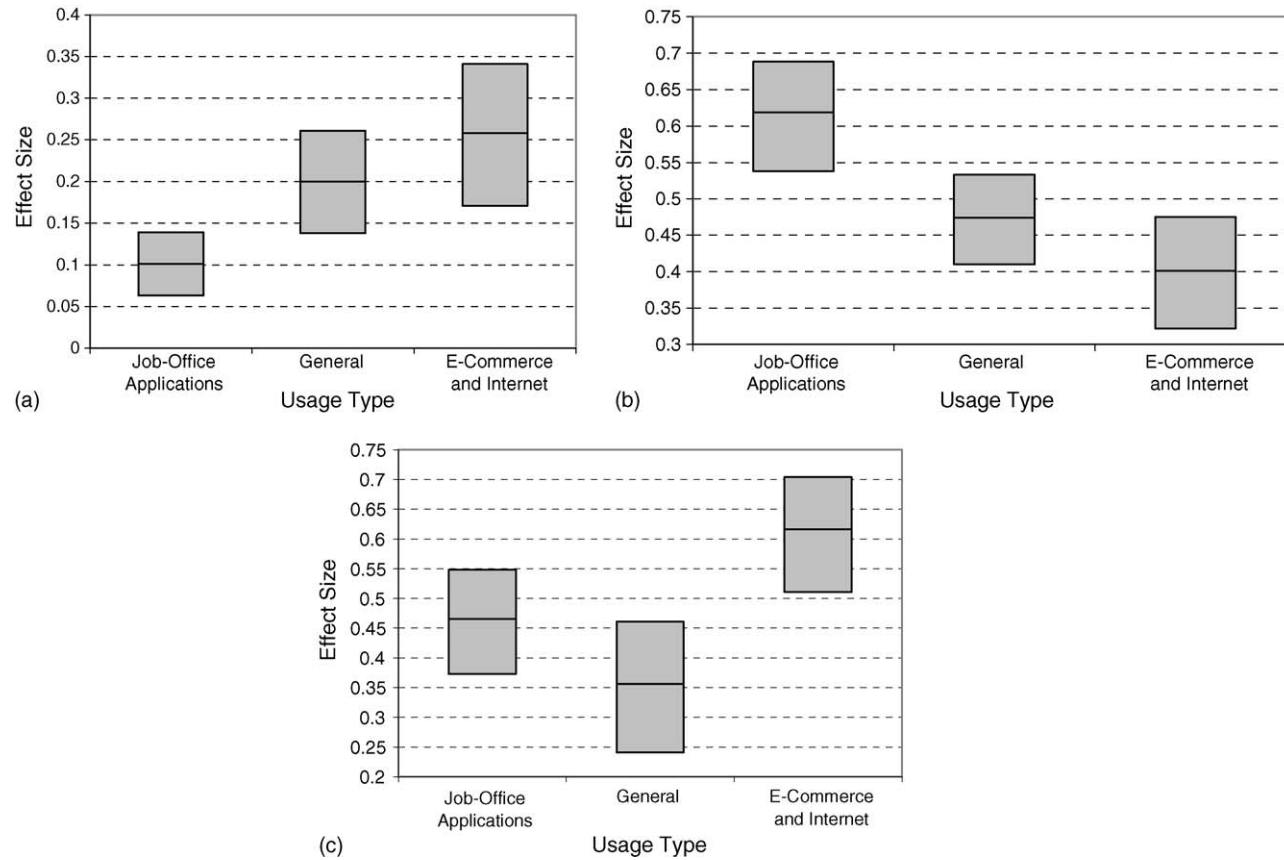 0.4
0.35
0.3
0.25
0.2
0.15
0.1
0.05
0
Effect Size
Job-Office
Applications
General
E-Commerce
and Internet
Usage Type
(a)
0.75
0.7
0.65
0.6
0.55
0.5
0.45
0.4
0.35
0.3
Effect Size
Job-Office
Applications
General
E-Commerce
and Internet
Usage Type
(b)
0.75
0.7
0.65
0.6
0.55
0.5
0.45
0.4
0.35
0.3
0.25
0.2
Effect Size
Job-Office
Applications
General
E-Commerce
and Internet
Usage Type
(c)